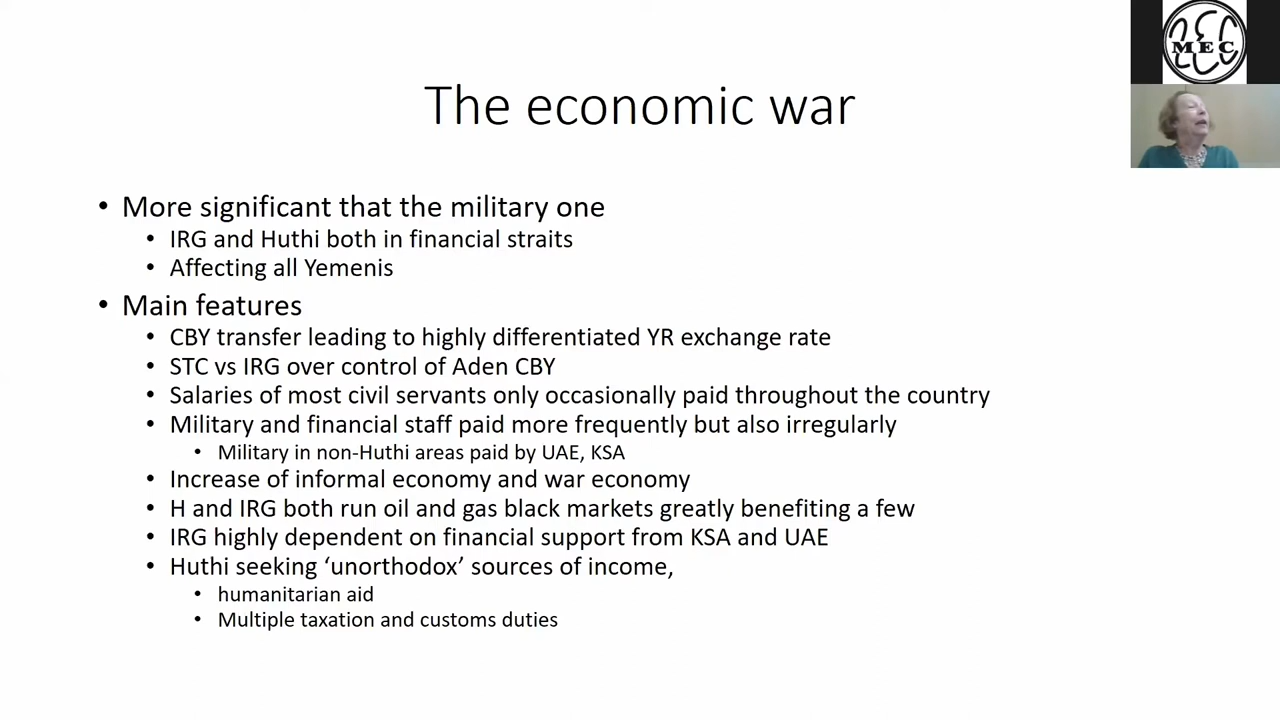 The economic war
MEC
• More significant that the military one
• IRG and Huthi both in financial straits
• Affecting all Yemenis
• Main features
• CBY transfer leading to highly differentiated YR exchange rate
• STC vs IRG over control of Aden CBY
• Salaries of most civil servants only occasionally paid throughout the country
• Military and financial staff paid more frequently but also irregularly
• Military in non-Huthi areas paid by UAE, KSA
• Increase of informal economy and war economy
• H and IRG both run oil and gas black markets greatly benefiting a few
• IRG highly dependent on financial support from KSA and UAE
• Huthi seeking ‘unorthodox’ sources of income,
• humanitarian aid
• Multiple taxation and customs duties